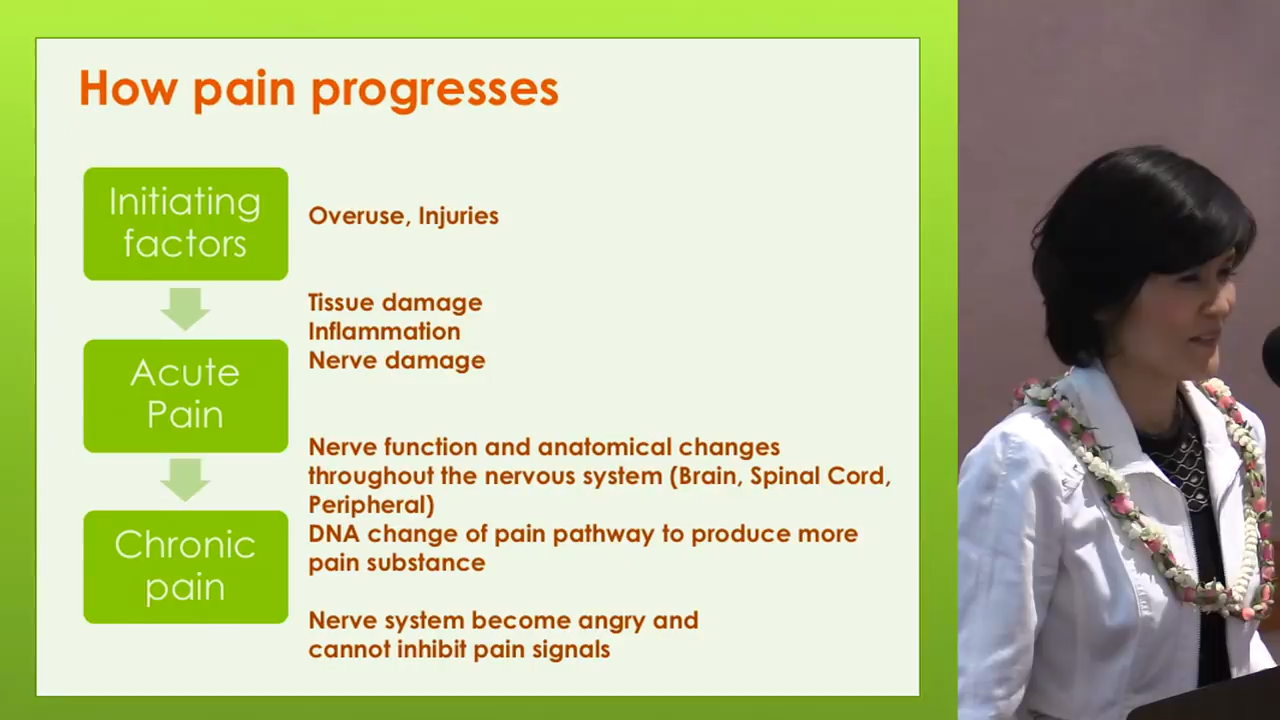 How pain progresses
Initiating
factors
Overuse, Injuries
Tissue damage
Inflammation
Nerve damage
Acute
Pain
Nerve function and anatomical changes
throughout the nervous system (Brain, Spinal Cord,
Peripheral)
DNA change of pain pathway to produce more
pain substance
Chronic
pain
Nerve system become angry and
cannot inhibit pain signals